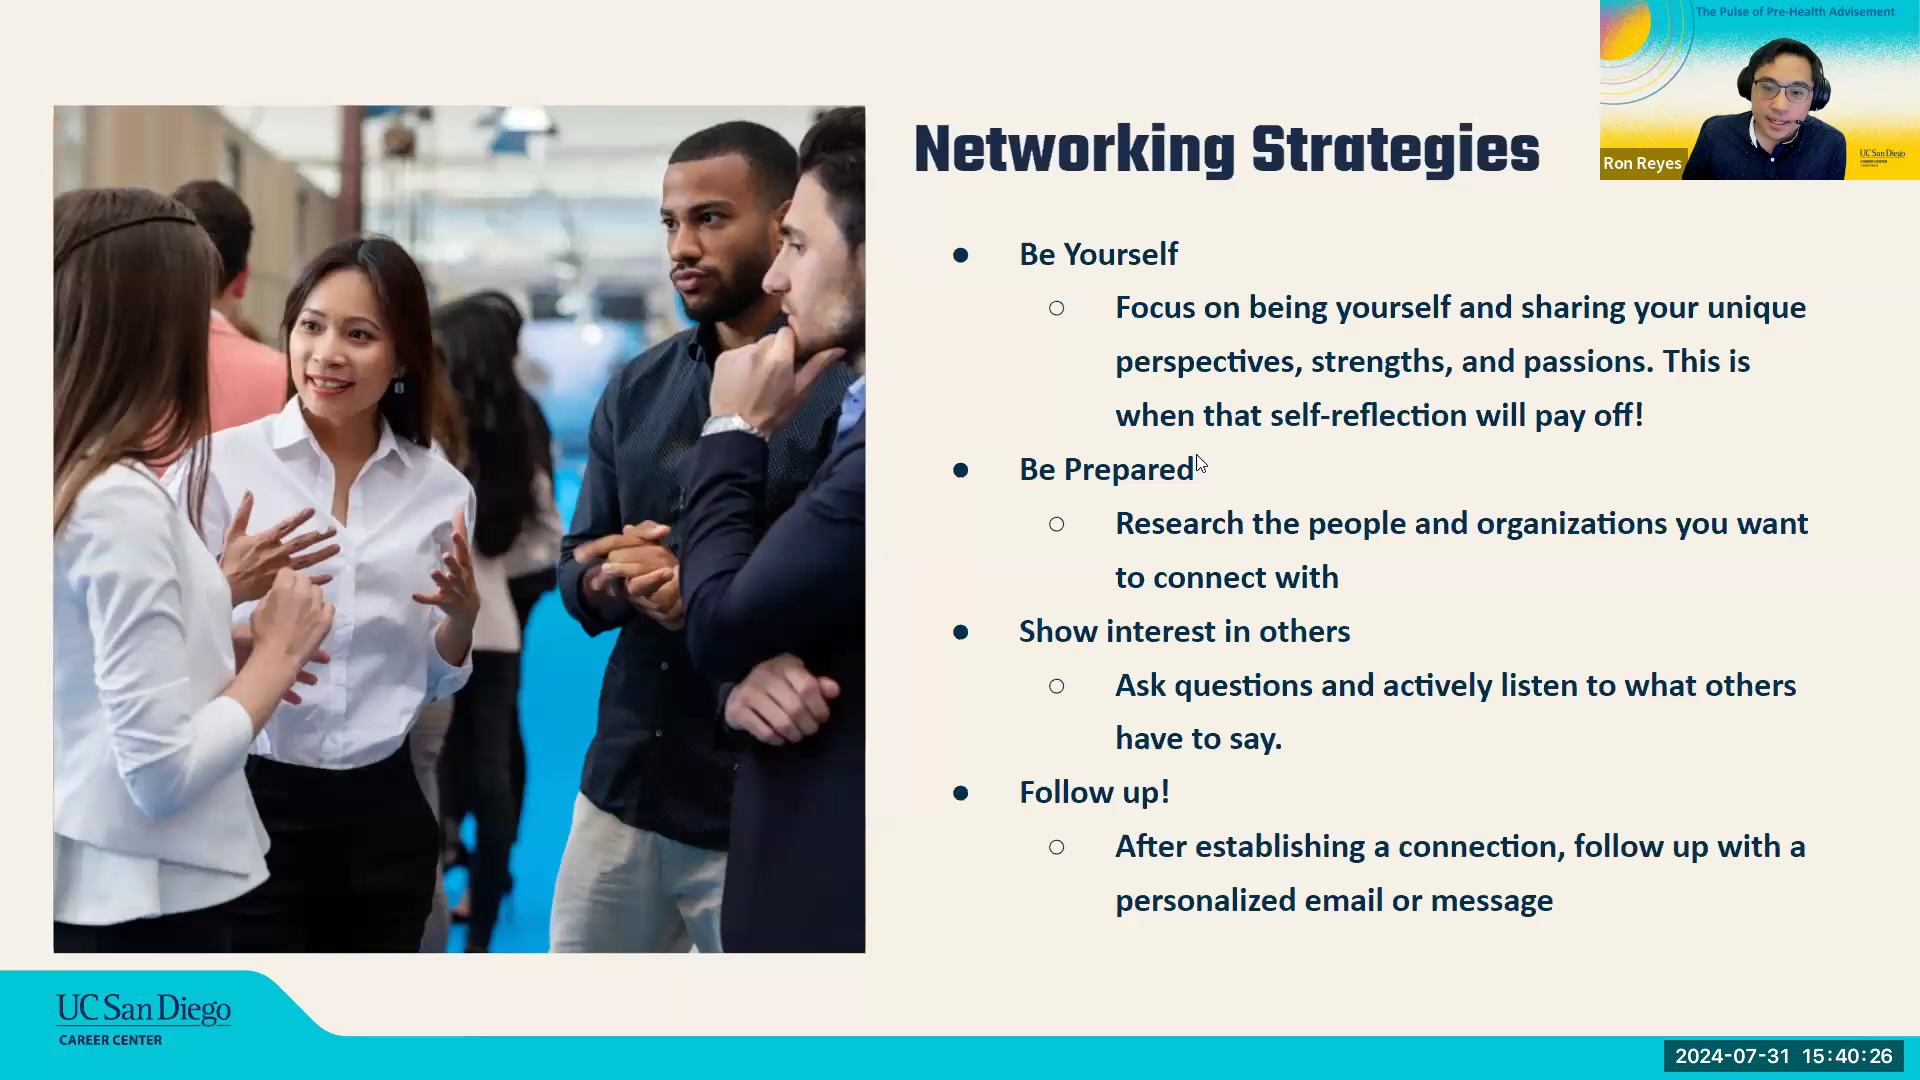 The Pulse of Pre-Health Advisement
Networking Strategies
Ron Reyes
UC San Diego
CAREER CENTER
● Be Yourself
○ Focus on being yourself and sharing your unique
perspectives, strengths, and passions. This is
when that self-reflection will pay off!
● Be Prepared
○ Research the people and organizations you want
to connect with
● Show interest in others
○ Ask questions and actively listen to what others
have to say.
● Follow up!
○ After establishing a connection, follow up with a
personalized email or message
UC San Diego
CAREER CENTER
2024-07-31 15:40:26